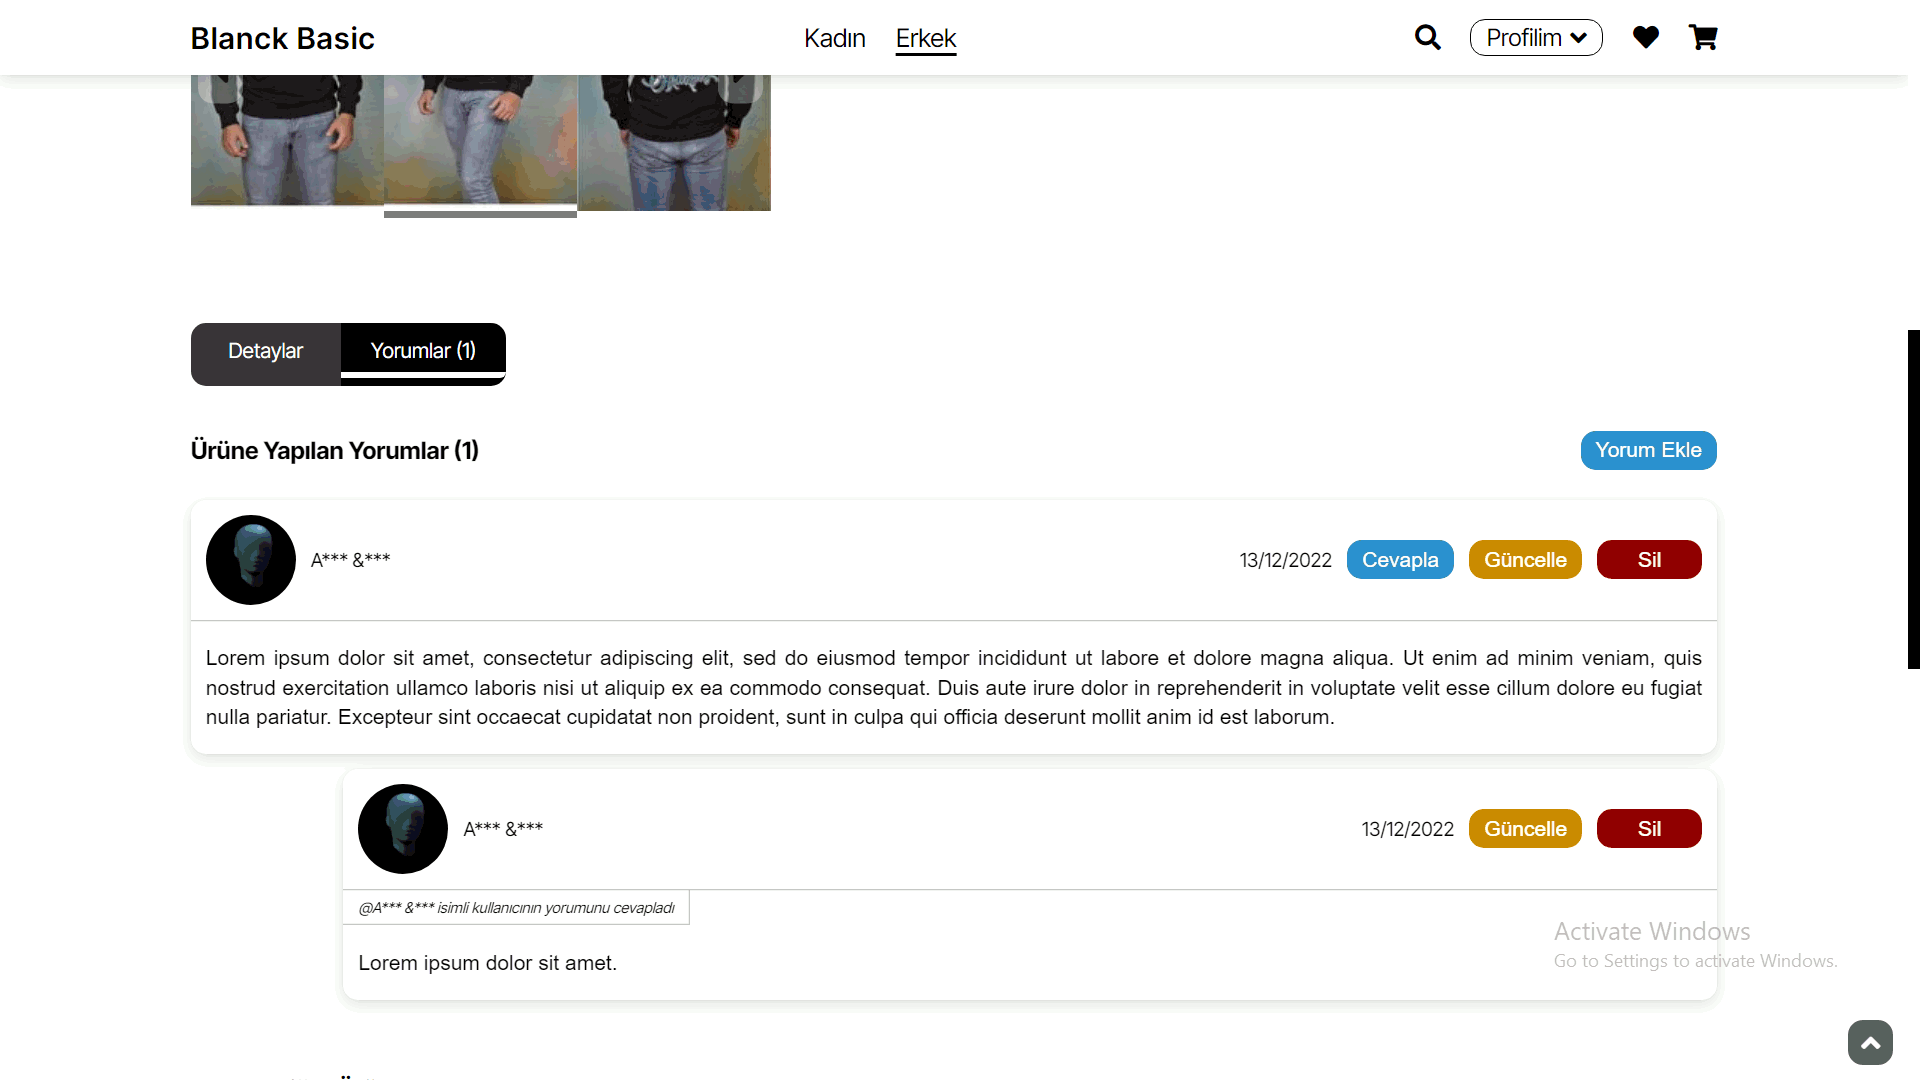 Blanck Basic
Kadın
Erkek
Profilim
Detaylar
Yorumlar (1)
Ürüne Yapılan Yorumlar (1)
Yorum Ekle
A*** &***
13/12/2022
Cevapla
Güncelle
Sil
Lorem ipsum dolor sit amet, consectetur adipiscing elit, sed do eiusmod tempor incididunt ut labore et dolore magna aliqua. Ut enim ad minim veniam, quis
nostrud exercitation ullamco laboris nisi ut aliquip ex ea commodo consequat. Duis aute irure dolor in reprehenderit in voluptate velit esse cillum dolore eu fugiat
nulla pariatur. Excepteur sint occaecat cupidatat non proident, sunt in culpa qui officia deserunt mollit anim id est laborum.
A*** &***
13/12/2022
Güncelle
Sil
@A*** &*** isimli kullanıcının yorumunu cevapladı
Lorem ipsum dolor sit amet.
Activate Windows
Go to Settings to activate Windows.